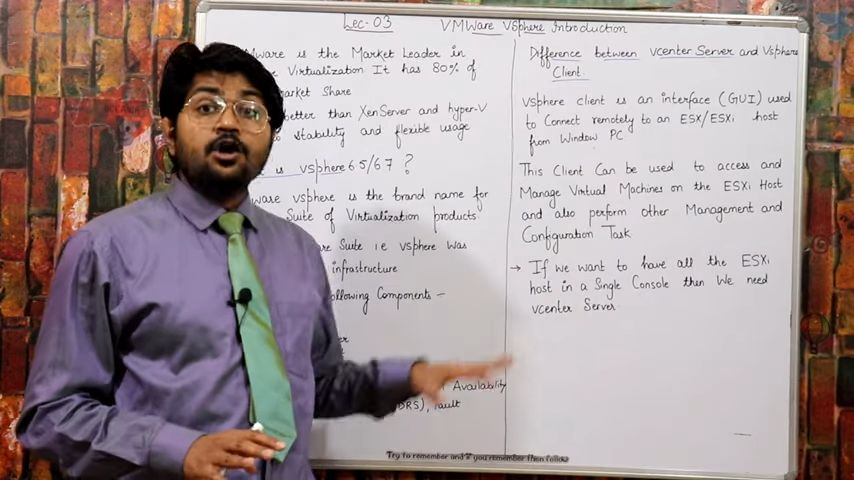 Lec-03
VMWare VSphere Introduction
Mware is the Market Leader in
Virtualization It has 80% of
market Share
better than XenServer and hyper-V
stability and flexible usage
is vsphere 6.5/6.7 ?
ware vsphere is the brand name for
Suite of Virtualization products
Suite i.e vsphere was
infrastructure
following Components -
Availability
DRS), fault
Difference between vcenter Server and Vsphere
Client:
vsphere client is an interface (GUI) used
to Connect remotely to an ESX/ESXi host
from Window PC
This Client Can be used to access and
Manage Virtual Machines on the ESXi Host
and also perform other Management and
Configuration Task
→ If we want to have all the ESXi
host in a Single Console then We need
vcenter Server
Try to remember and if you remember then follow